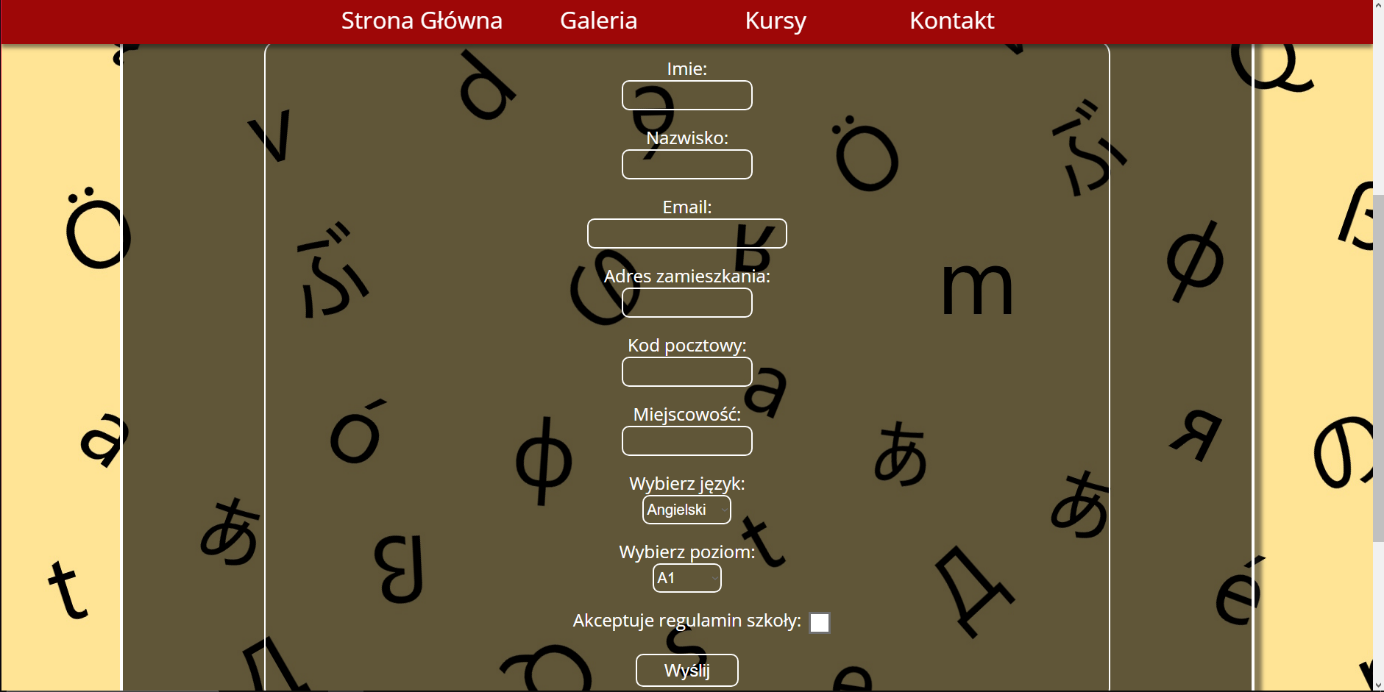 Strona Główna Galeria Kursy Kontakt
Imie:
Nazwisko:
Email:
Adres zamieszkania:
Kod pocztowy:
Miejscowość:
Wybierz język:
Angielski
Wybierz poziom:
A1
Akceptuje regulamin szkoły:
Wyślij